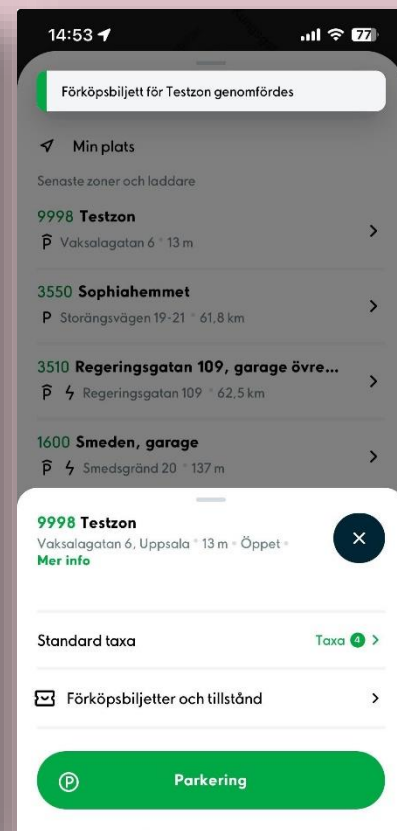 14:53
77
Förköpsbiljett för Testzon genomfördes
Min plats
Senaste zoner och laddare
9998 Testzon
Vaksalagatan 6 ° 13 m
3550 Sophiahemmet
P Storängsvägen 19-21 ° 61,8 km
3510 Regeringsgatan 109, garage övre...
Regeringsgatan 109 ° 62,5 km
1600 Smeden, garage
Smedsgränd 20 ° 137 m
9998 Testzon
Vaksalagatan 6, Uppsala ° 13 m ° Öppet °
Mer info
Standard taxa
Taxa 4
Förköpsbiljetter och tillstånd
P Parkering